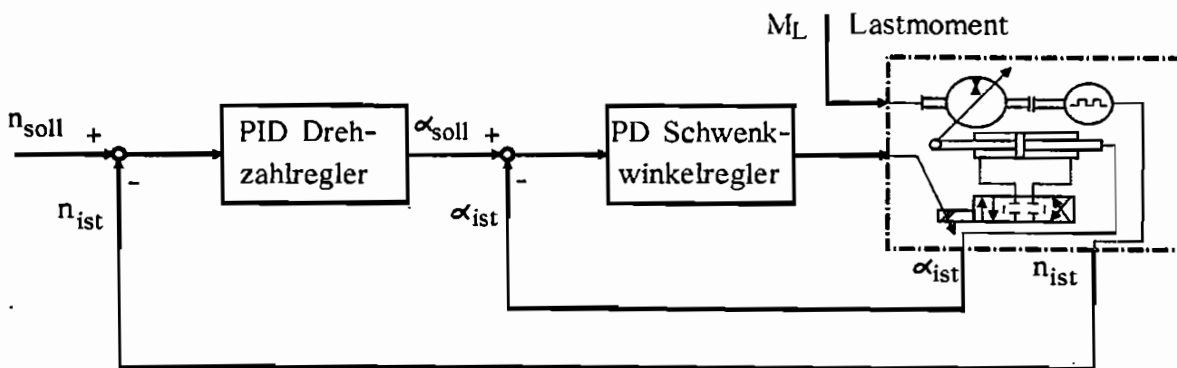 M_L Lastmoment
n_soll
+
-
n_ist
PID Dreh-
zahlregler
α_soll
+
-
α_ist
PD Schwenk-
winkelregler
α_ist
n_ist